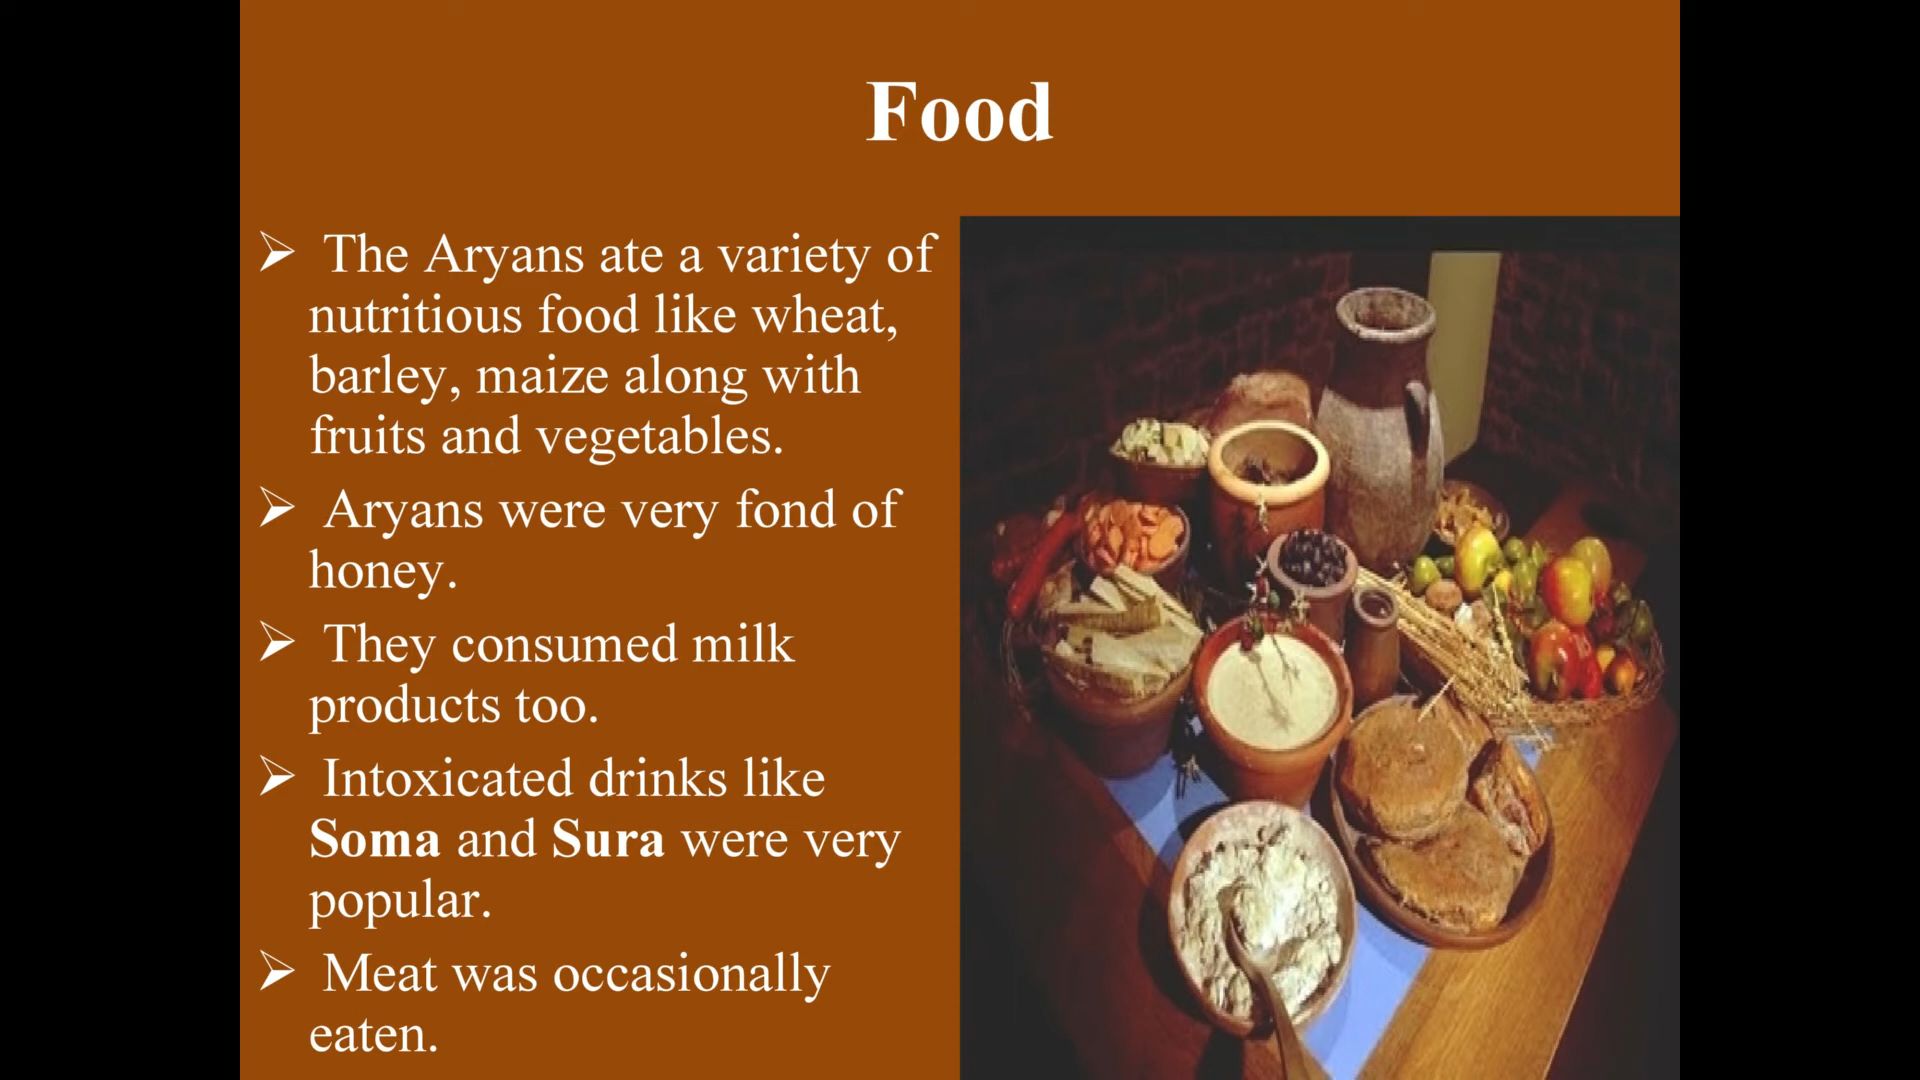 Food
➢ The Aryans ate a variety of
nutritious food like wheat,
barley, maize along with
fruits and vegetables.
➢ Aryans were very fond of
honey.
➢ They consumed milk
products too.
➢ Intoxicated drinks like
Soma and Sura were very
popular.
➢ Meat was occasionally
eaten.